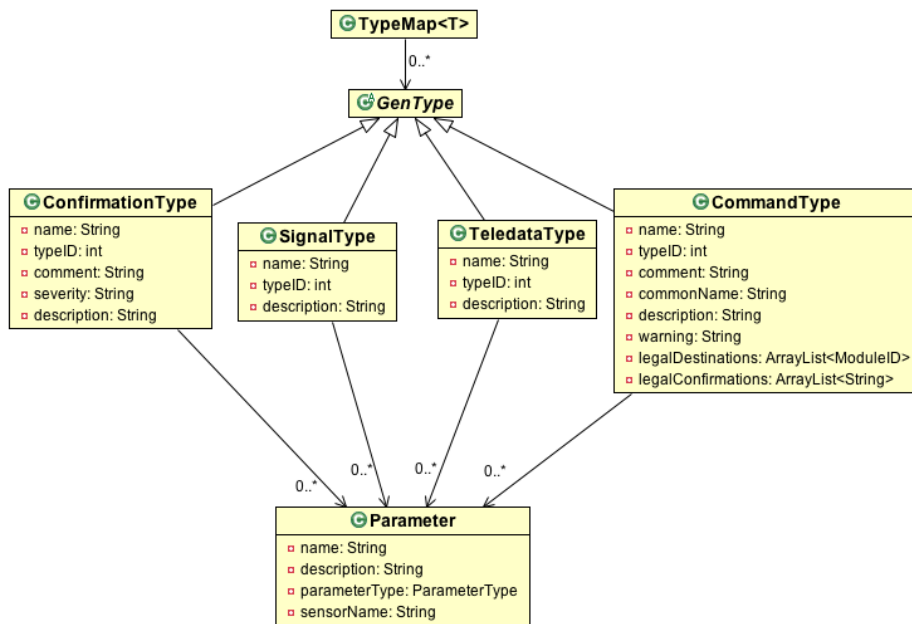 C TypeMap<T>
0..*
C A GenType
C ConfirmationType
name: String
typeID: int
comment: String
severity: String
description: String
C SignalType
name: String
typeID: int
description: String
C TeledataType
name: String
typeID: int
description: String
C CommandType
name: String
typeID: int
comment: String
commonName: String
description: String
warning: String
legalDestinations: ArrayList<ModuleID>
legalConfirmations: ArrayList<String>
0..*
0..*
0..*
0..*
C Parameter
name: String
description: String
parameterType: ParameterType
sensorName: String